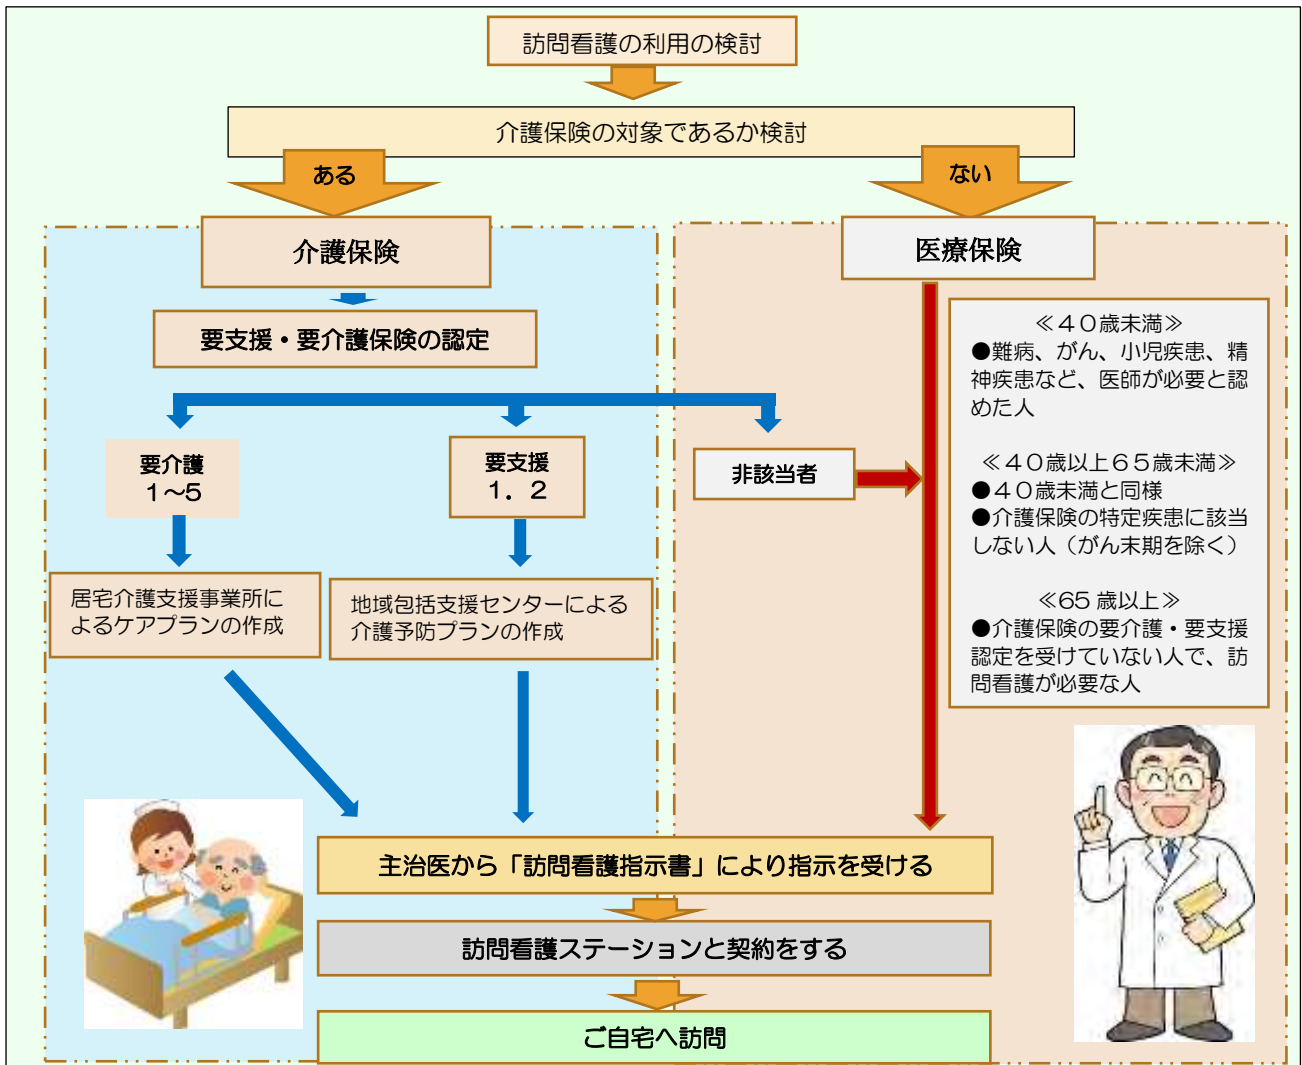 訪問看護の利用の検討
介護保険の対象であるか検討
ある
ない
介護保険
医療保険
要支援・要介護保険の認定
要介護
1~5
要支援
1．2
非該当者
居宅介護支援事業所に
よるケアプランの作成
地域包括支援センターによる
介護予防プランの作成
≪４０歳未満≫
●難病、がん、小児疾患、精
神疾患など、医師が必要と認
めた人
≪４０歳以上６５歳未満≫
●４０歳未満と同様
●介護保険の特定疾患に該当
しない人（がん末期を除く）
≪65 歳以上≫
●介護保険の要介護・要支援
認定を受けていない人で、訪
問看護が必要な人
主治医から「訪問看護指示書」により指示を受ける
訪問看護ステーションと契約をする
ご自宅へ訪問